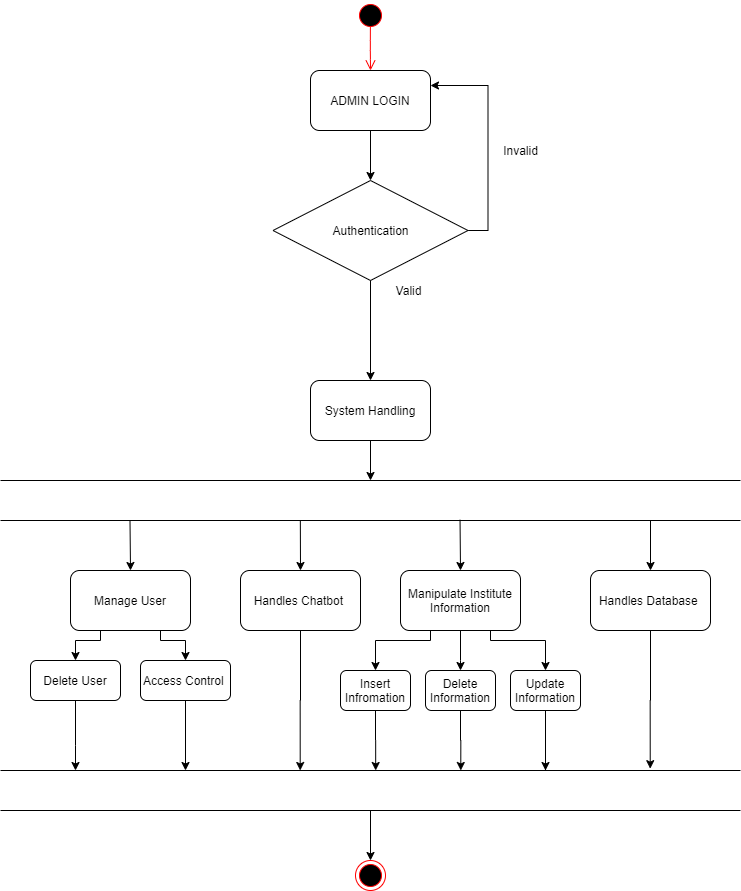 ADMIN LOGIN
Invalid
Authentication
Valid
System Handling
Manage User
Handles Chatbot
Manipulate Institute
Information
Handles Database
Delete User
Access Control
Insert
Infromation
Delete
Information
Update
Information